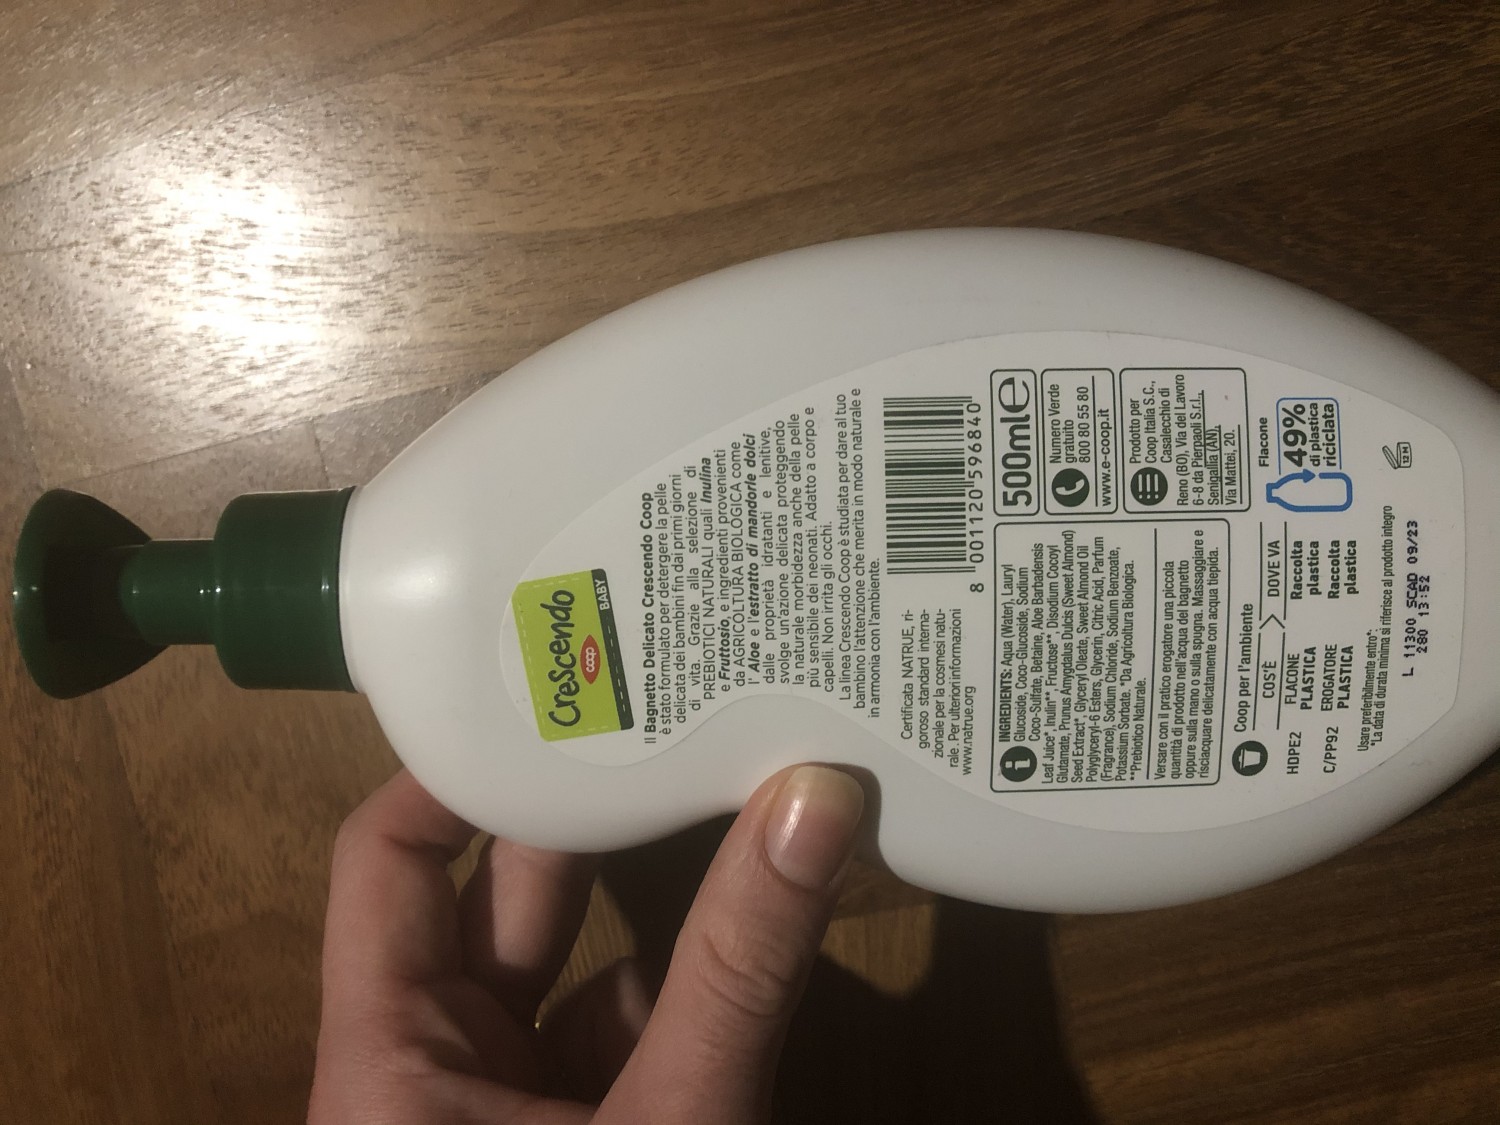 Crescendo
coop
BABY
Il Bagnetto Delicato Crescendo Coop
è stato formulato per detergere la pelle
delicata dei bambini fin dai primi giorni
di vita. Grazie alla selezione di
PREBIOTICI NATURALI quali Inulina
e Fruttosio, e ingredienti provenienti
da AGRICOLTURA BIOLOGICA come
l' Aloe e l'estratto di mandorle dolci
dalle proprietà idratanti e lenitive,
svolge un'azione delicata proteggendo
la naturale morbidezza anche della pelle
più sensibile dei neonati. Adatto a corpo e
capelli. Non irrita gli occhi.
La linea Crescendo Coop è studiata per dare al tuo
bambino l'attenzione che merita in modo naturale e
in armonia con l'ambiente.
Certificata NATRUE, ri-
goroso standard interna-
zionale per la cosmesi natu-
rale. Per ulteriori informazioni
www.natrue.org
8 001120 596840
INGREDIENTS: Aqua (Water), Lauryl
Glucoside, Coco-Glucoside, Sodium
Coco-Sulfate, Betaine, Aloe Barbadensis
Leaf Juice*, Inulin**, Fructose**, Disodium Cocoyl
Glutamate, Prunus Amygdalus Dulcis (Sweet Almond)
Seed Extract*, Glyceryl Oleate, Sweet Almond Oil
Polyglyceryl-6 Esters, Glycerin, Citric Acid, Parfum
(Fragrance), Sodium Chloride, Sodium Benzoate,
Potassium Sorbate. *Da Agricoltura Biologica.
**Prebiotico Naturale.
Versare con il pratico erogatore una piccola
quantità di prodotto nell'acqua del bagnetto
oppure sulla mano o sulla spugna. Massaggiare e
risciacquare delicatamente con acqua tiepida.
500ml e
Numero Verde
gratuito
800 80 55 80
www.e-coop.it
Prodotto per
Coop Italia S.C.,
Casalecchio di
Reno (BO), Via del Lavoro
6-8 da Pierpaoli S.r.l.,
Senigallia (AN),
Via Mattei, 20.
Coop per l'ambiente
COS'È DOVE VA
HDPE2 FLACONE PLASTICA Raccolta plastica
C/PP92 EROGATORE PLASTICA Raccolta plastica
Flacone
49%
di plastica
riciclata
Usare preferibilmente entro*:
*La data di durata minima si riferisce al prodotto integro
12M
L 11300 SCAD 09/23
280 13:52